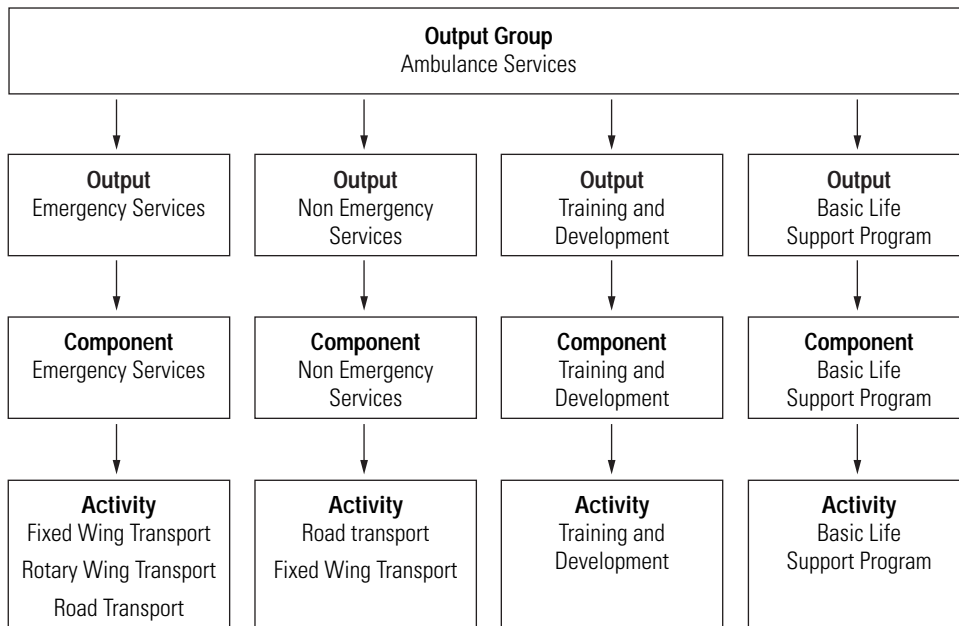 Output Group
Ambulance Services
Output
Emergency Services
Output
Non Emergency
Services
Output
Training and
Development
Output
Basic Life
Support Program
Component
Emergency Services
Component
Non Emergency
Services
Component
Training and
Development
Component
Basic Life
Support Program
Activity
Fixed Wing Transport
Rotary Wing Transport
Road Transport
Activity
Road transport
Fixed Wing Transport
Activity
Training and
Development
Activity
Basic Life
Support Program